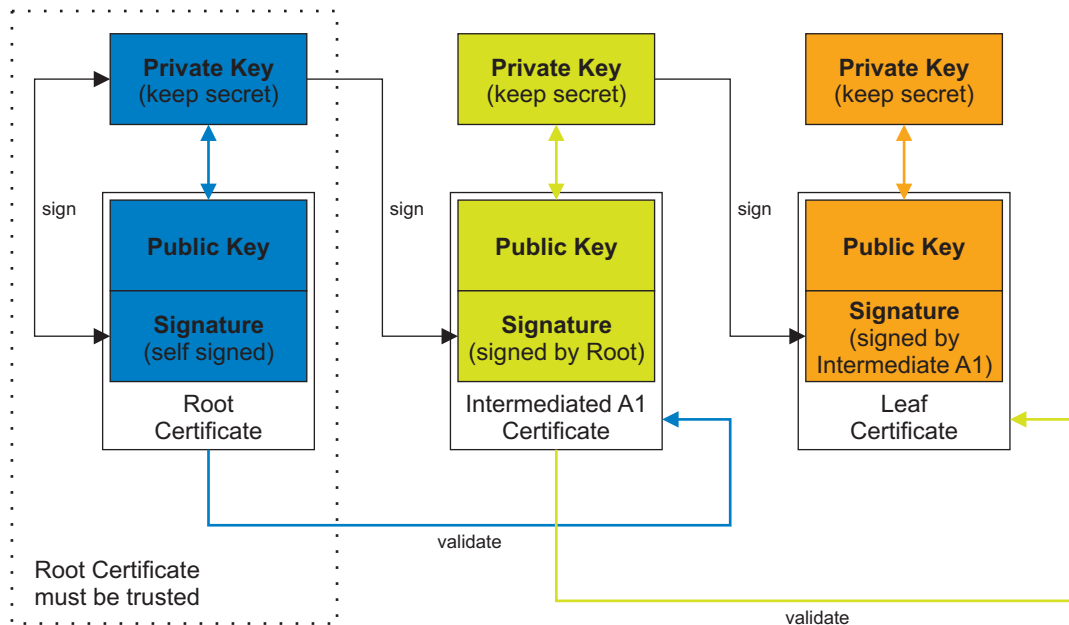 Private Key
(keep secret)
Private Key
(keep secret)
Private Key
(keep secret)
sign
sign
sign
Public Key
Public Key
Public Key
Signature
(self signed)
Signature
(signed by Root)
Signature
(signed by
Intermediate A1)
Root
Certificate
Intermediated A1
Certificate
Leaf
Certificate
validate
Root Certificate
must be trusted
validate